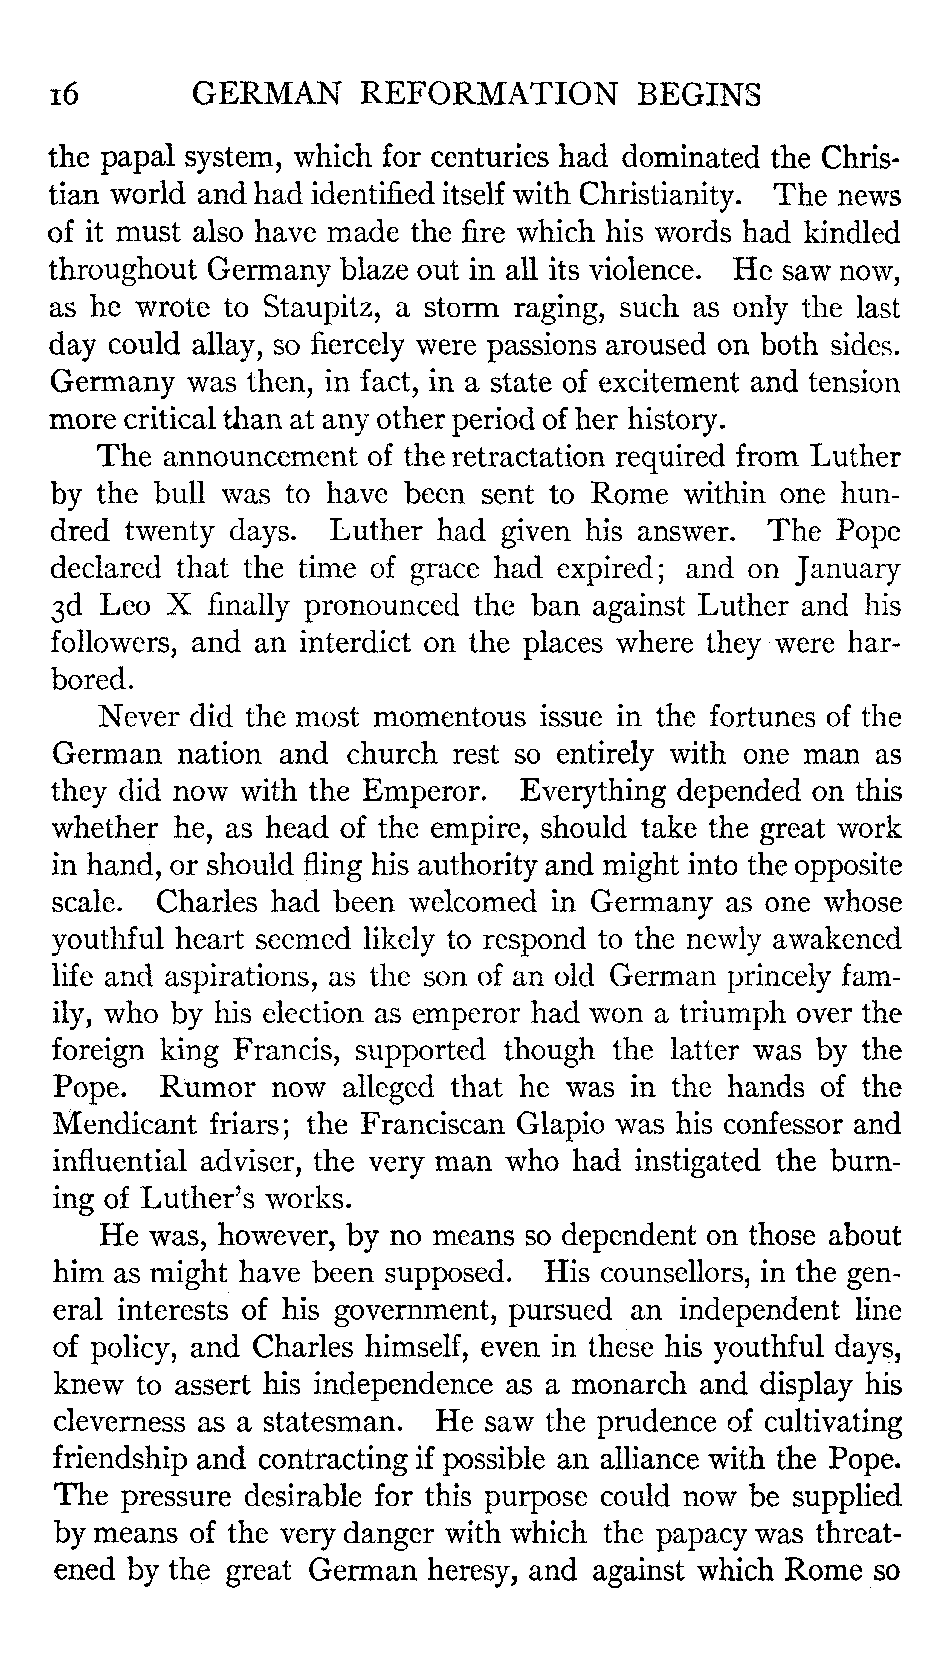 16 GERMAN REFORMATION BEGINS
the papal system, which for centuries had dominated the Chris-
tian world and had identified itself with Christianity. The news
of it must also have made the fire which his words had kindled
throughout Germany blaze out in all its violence. He saw now,
as he wrote to Staupitz, a storm raging, such as only the last
day could allay, so fiercely were passions aroused on both sides.
Germany was then, in fact, in a state of excitement and tension
more critical than at any other period of her history.
The announcement of the retractation required from Luther
by the bull was to have been sent to Rome within one hun-
dred twenty days. Luther had given his answer. The Pope
declared that the time of grace had expired; and on January
3d Leo X finally pronounced the ban against Luther and his
followers, and an interdict on the places where they were har-
bored.
Never did the most momentous issue in the fortunes of the
German nation and church rest so entirely with one man as
they did now with the Emperor. Everything depended on this
whether he, as head of the empire, should take the great work
in hand, or should fling his authority and might into the opposite
scale. Charles had been welcomed in Germany as one whose
youthful heart seemed likely to respond to the newly awakened
life and aspirations, as the son of an old German princely fam-
ily, who by his election as emperor had won a triumph over the
foreign king Francis, supported though the latter was by the
Pope. Rumor now alleged that he was in the hands of the
Mendicant friars; the Franciscan Glapio was his confessor and
influential adviser, the very man who had instigated the burn-
ing of Luther's works.
He was, however, by no means so dependent on those about
him as might have been supposed. His counsellors, in the gen-
eral interests of his government, pursued an independent line
of policy, and Charles himself, even in these his youthful days,
knew to assert his independence as a monarch and display his
cleverness as a statesman. He saw the prudence of cultivating
friendship and contracting if possible an alliance with the Pope.
The pressure desirable for this purpose could now be supplied
by means of the very danger with which the papacy was threat-
ened by the great German heresy, and against which Rome so